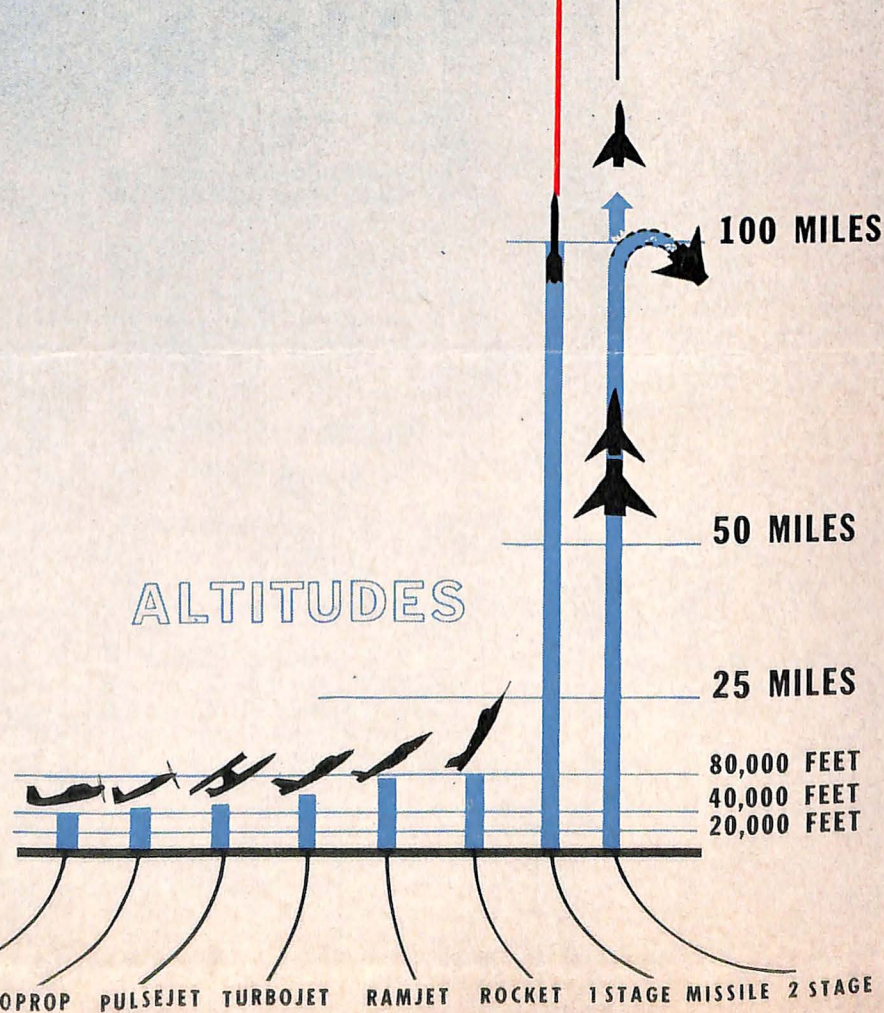 100 MILES
50 MILES
ALTITUDES
25 MILES
80,000 FEET
40,000 FEET
20,000 FEET
OPROP PULSEJET TURBOJET RAMJET ROCKET 1 STAGE MISSILE 2 STAGE